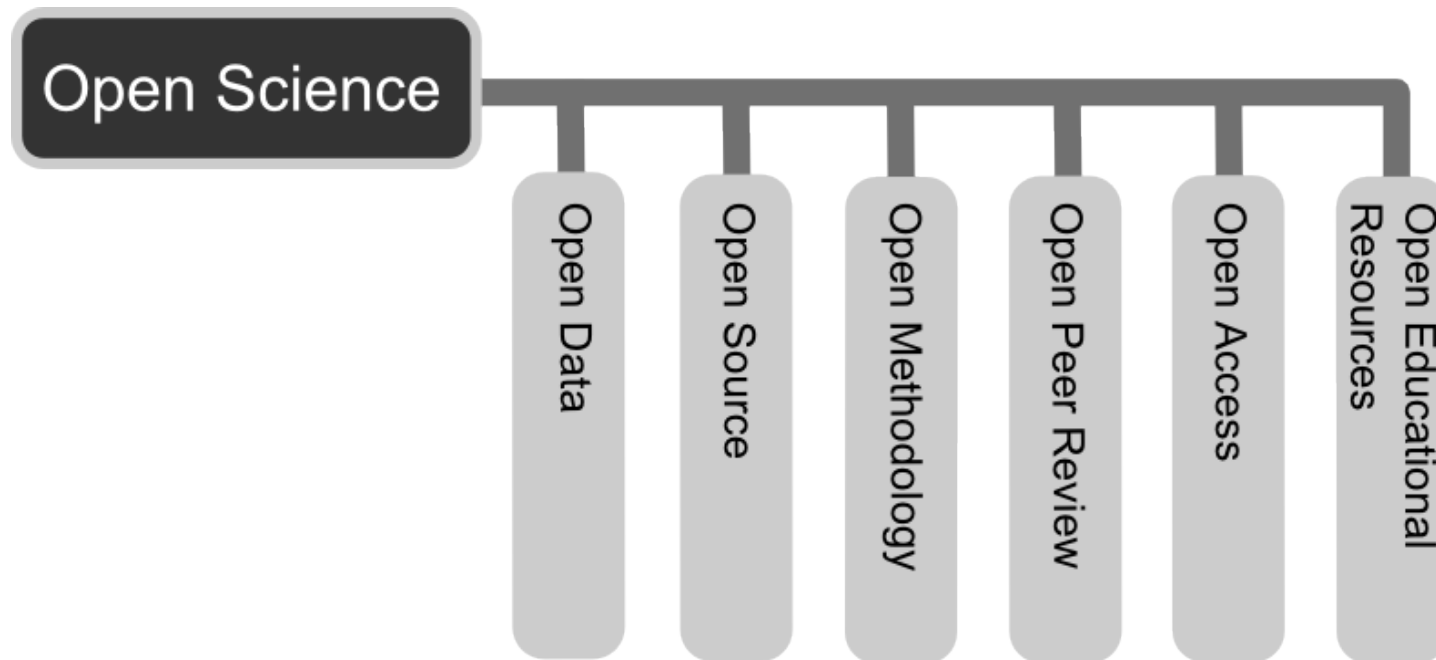 Open Science
Open Data
Open Source
Open Methodology
Open Peer Review
Open Access
Open Educational
Resources